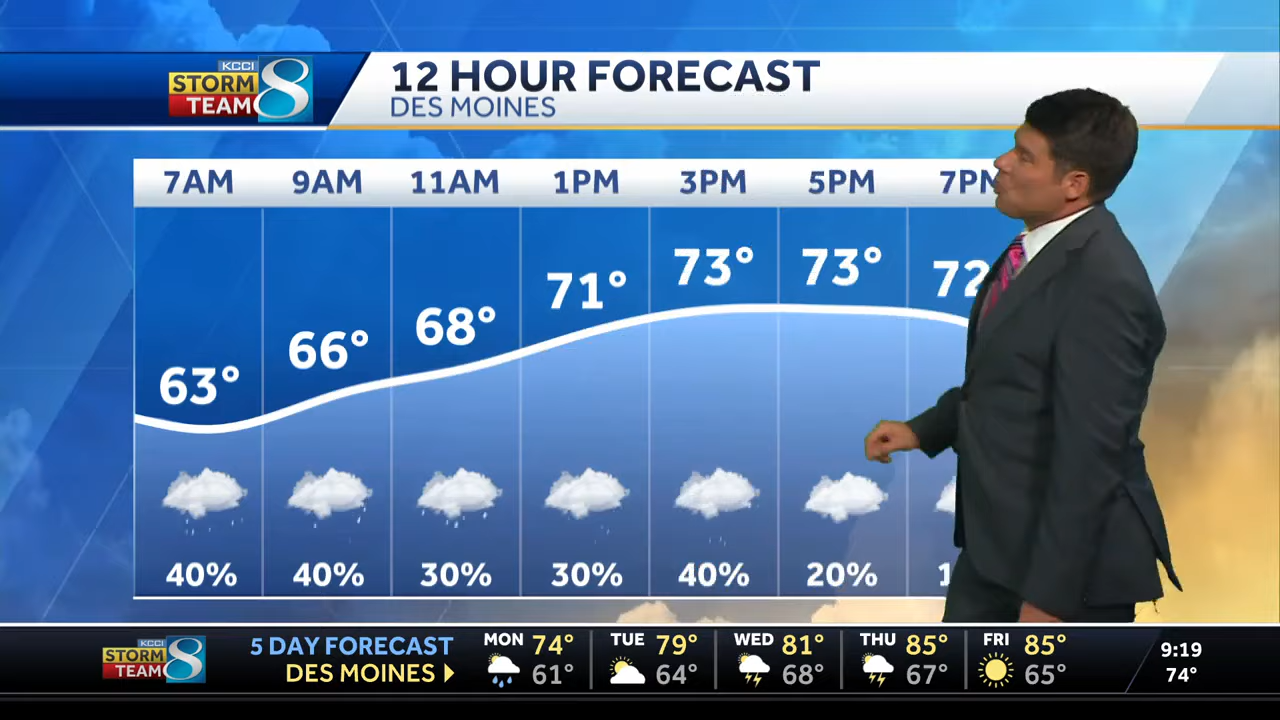 KCCI
STORM
TEAM 8
12 HOUR FORECAST
DES MOINES
7AM 9AM 11AM 1PM 3PM 5PM 7PM
63° 66° 68° 71° 73° 73° 72
40% 40% 30% 30% 40% 20%
KCCI
STORM
TEAM 8
5 DAY FORECAST
DES MOINES
MON 74° 61°
TUE 79° 64°
WED 81° 68°
THU 85° 67°
FRI 85° 65°
9:19
74°